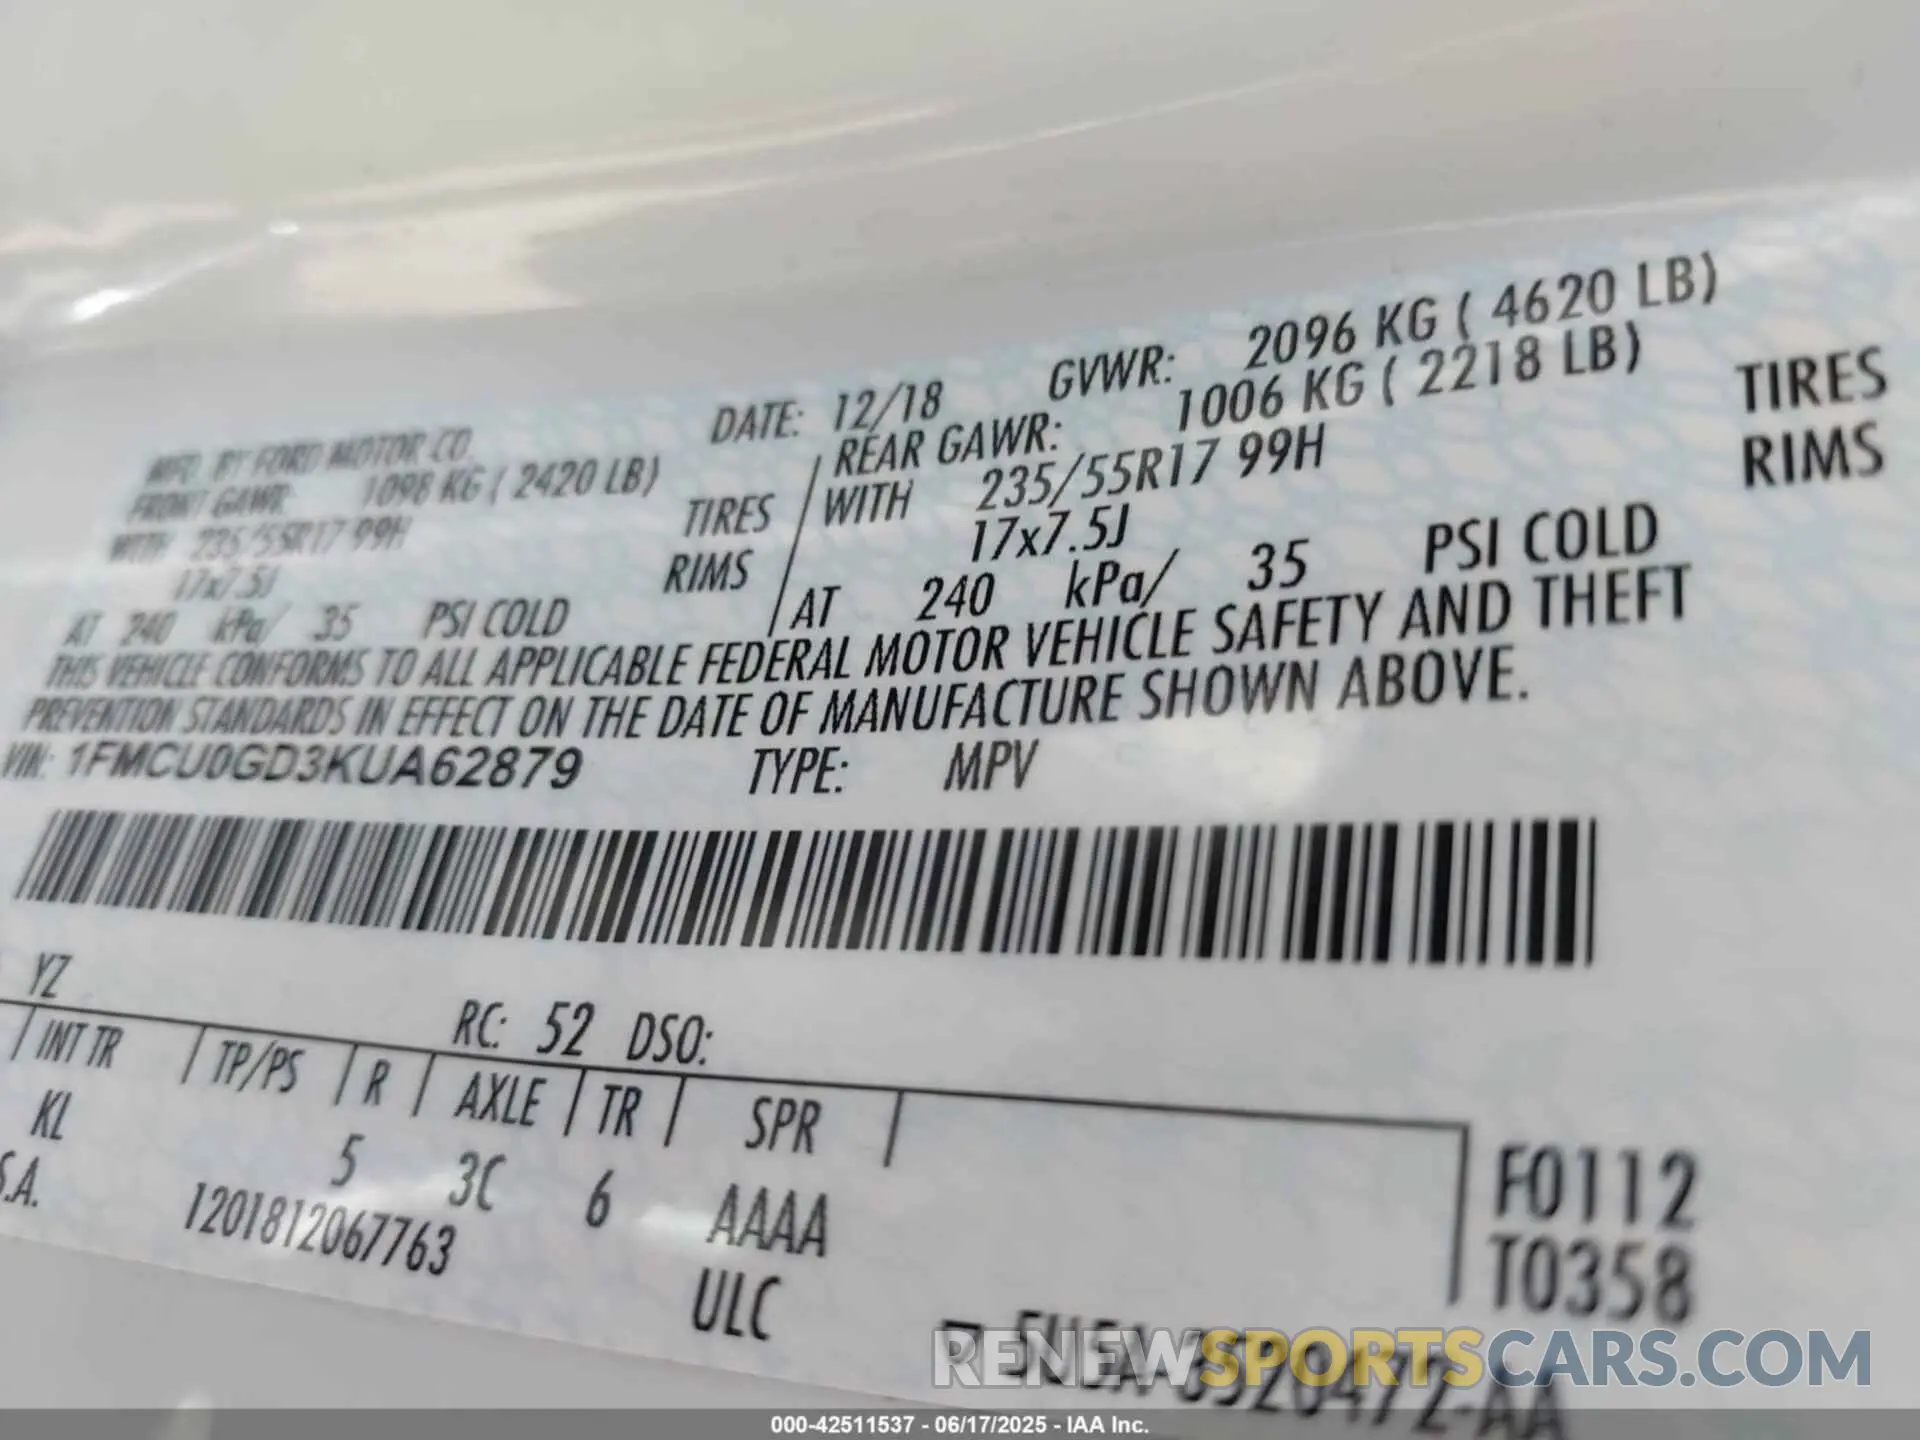 MFD. BY FORD MOTOR CO. DATE: 12/18 GVWR: 2096 KG ( 4620 LB)
FRONT GAWR: 1098 KG ( 2420 LB) REAR GAWR: 1006 KG ( 2218 LB)
WITH 235/55R17 99H TIRES WITH 235/55R17 99H TIRES
17x7.5J RIMS 17x7.5J RIMS
AT 240 kPa/ 35 PSI COLD AT 240 kPa/ 35 PSI COLD
THIS VEHICLE CONFORMS TO ALL APPLICABLE FEDERAL MOTOR VEHICLE SAFETY AND THEFT
PREVENTION STANDARDS IN EFFECT ON THE DATE OF MANUFACTURE SHOWN ABOVE.
VIN: 1FMCU0GD3KUA62879 TYPE: MPV
YZ RC: 52 DSO:
INT TR TP/PS R AXLE TR SPR
KL 5 3C 6 AAAA
S.A. 1201812067763 ULC
F0112
T0358
5U5A-3520472-AA
RENEWSPORTSCARS.COM
000-42511537 - 06/17/2025 - IAA Inc.